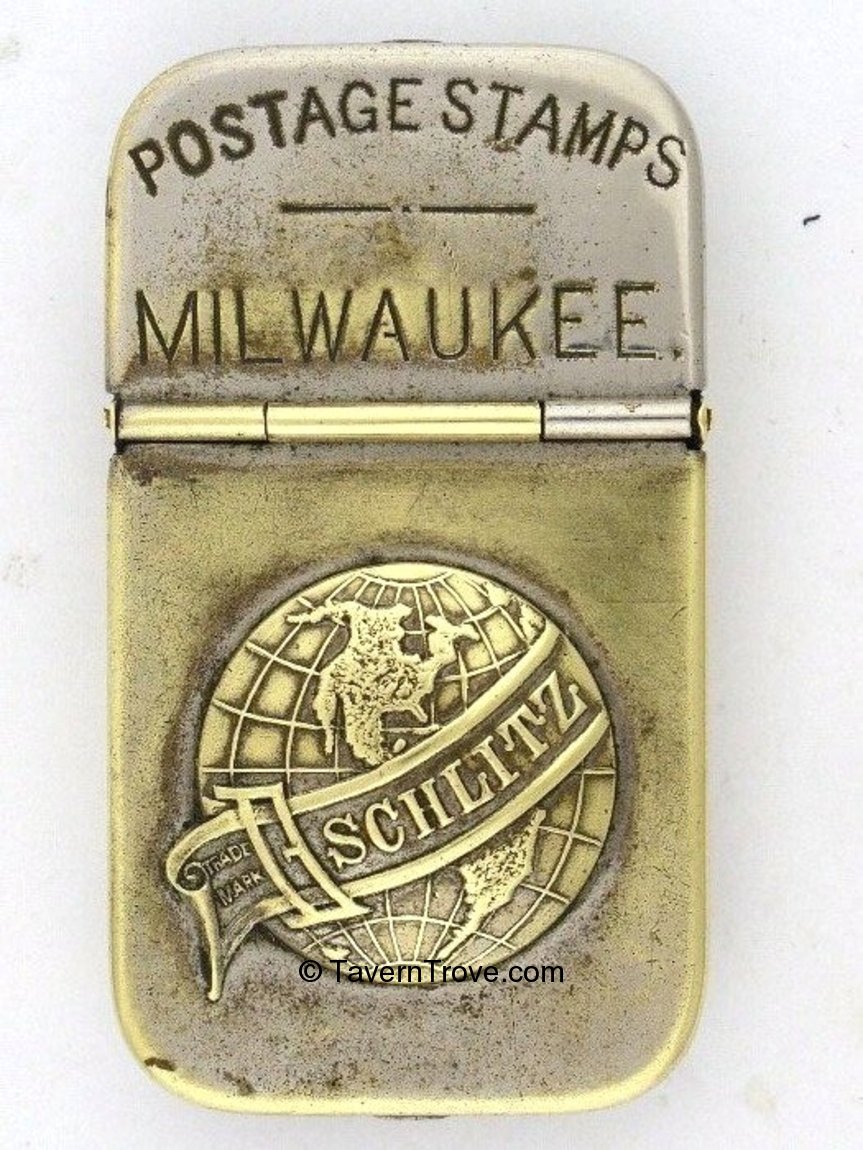 POSTAGE STAMPS
MILWAUKEE.
SCHLITZ
TRADE
MARK
© TavernTrove.com